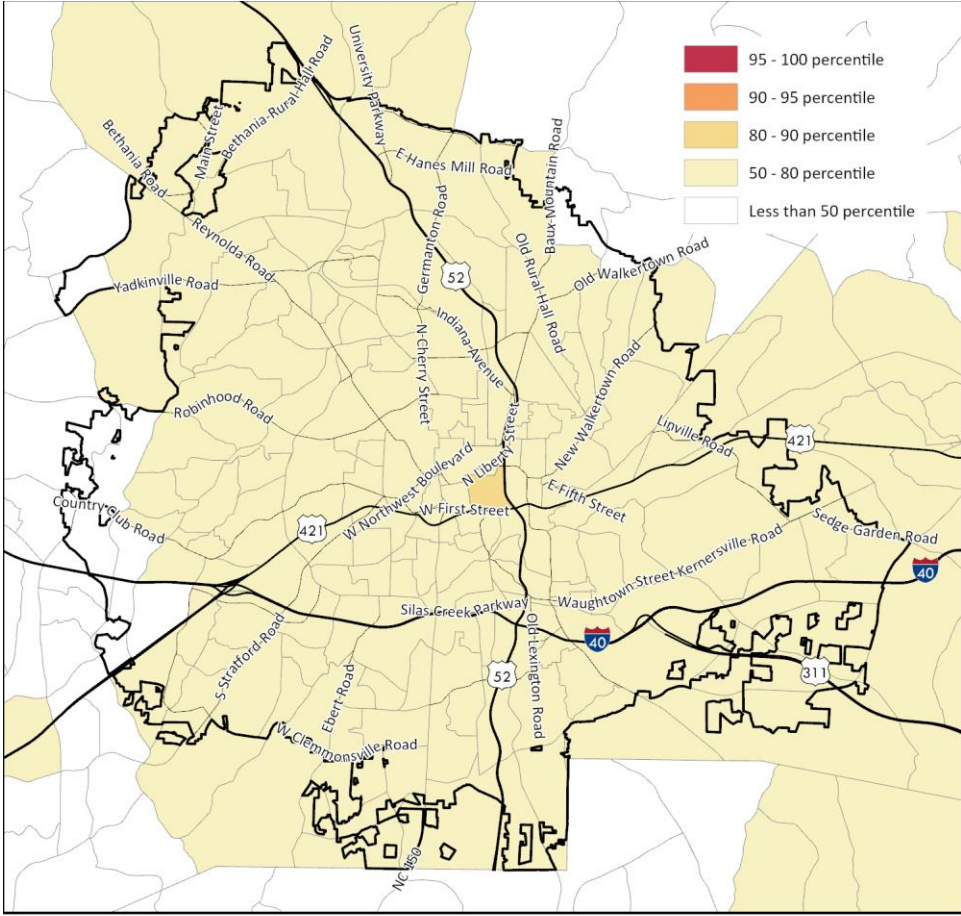 95 - 100 percentile
90 - 95 percentile
80 - 90 percentile
50 - 80 percentile
Less than 50 percentile
University Parkway
Bethania-Rural Hall Road
Main Street
Bethania Road
E Hanes Mill Road
Baux Mountain Road
Reynolda Road
Germanton Road
Old Rural Hall Road
Old Walkertown Road
52
Yadkinville Road
Indiana Avenue
N Cherry Street
New Walkertown Road
Robinhood Road
N Liberty Street
Linville Road
421
W Northwest Boulevard
E Fifth Street
Country Club Road
421
W First Street
Sedge Garden Road
Waughtown Street Kernersville Road
40
Silas Creek Parkway
40
Old Lexington Road
S Stratford Road
52
311
Ebert Road
W Clemmonsville Road
NC 150